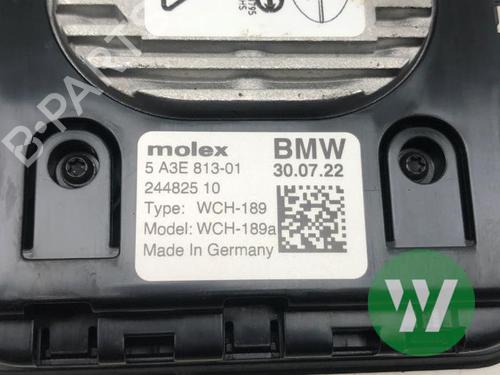 molex BMW
5 A3E 813-01 30.07.22
244825 10
Type: WCH-189
Model: WCH-189a
Made In Germany
B-PARTS
W